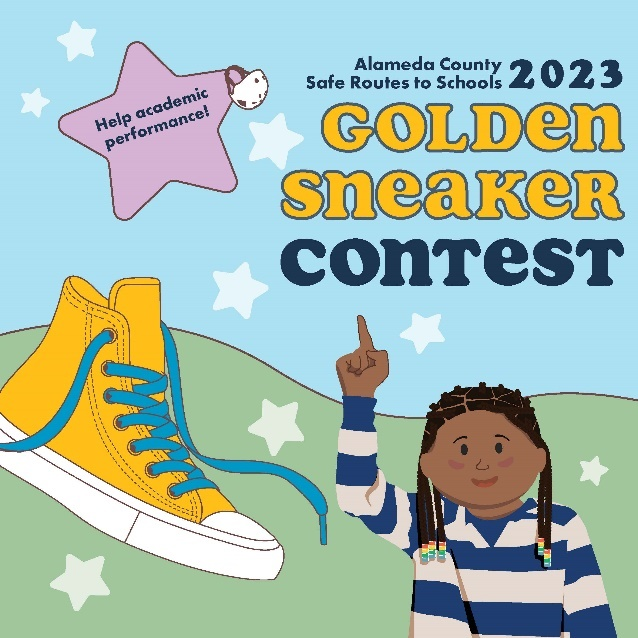 Help academic
performance!
Alameda County
Safe Routes to Schools 2023
GOLDen
sneaKeR
CONTesT